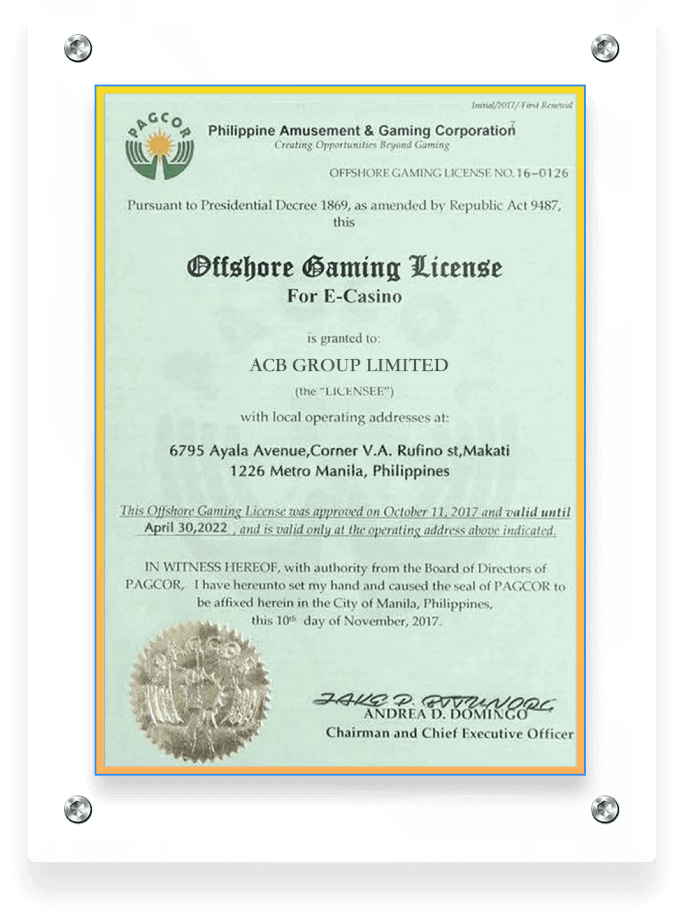 Initial/2017/-First Renewal
PAGCOR
Philippine Amusement & Gaming Corporation
7
Creating Opportunities Beyond Gaming
OFFSHORE GAMING LICENSE NO. 16-0126
Pursuant to Presidential Decree 1869, as amended by Republic Act 9487,
this
Offshore Gaming License
For E-Casino
is granted to:
ACB GROUP LIMITED
(the "LICENSEE")
with local operating addresses at:
6795 Ayala Avenue,Corner V.A. Rufino st,Makati
1226 Metro Manila, Philippines
This Offshore Gaming License was approved on October 11, 2017 and valid until
April 30,2022 , and is valid only at the operating address above indicated.
IN WITNESS HEREOF, with authority from the Board of Directors of
PAGCOR, I have hereunto set my hand and caused the seal of PAGCOR to
be affixed herein in the City of Manila, Philippines,
this 10th day of November, 2017.
PAGCOR
ANDREA D. DOMINGO
Chairman and Chief Executive Officer